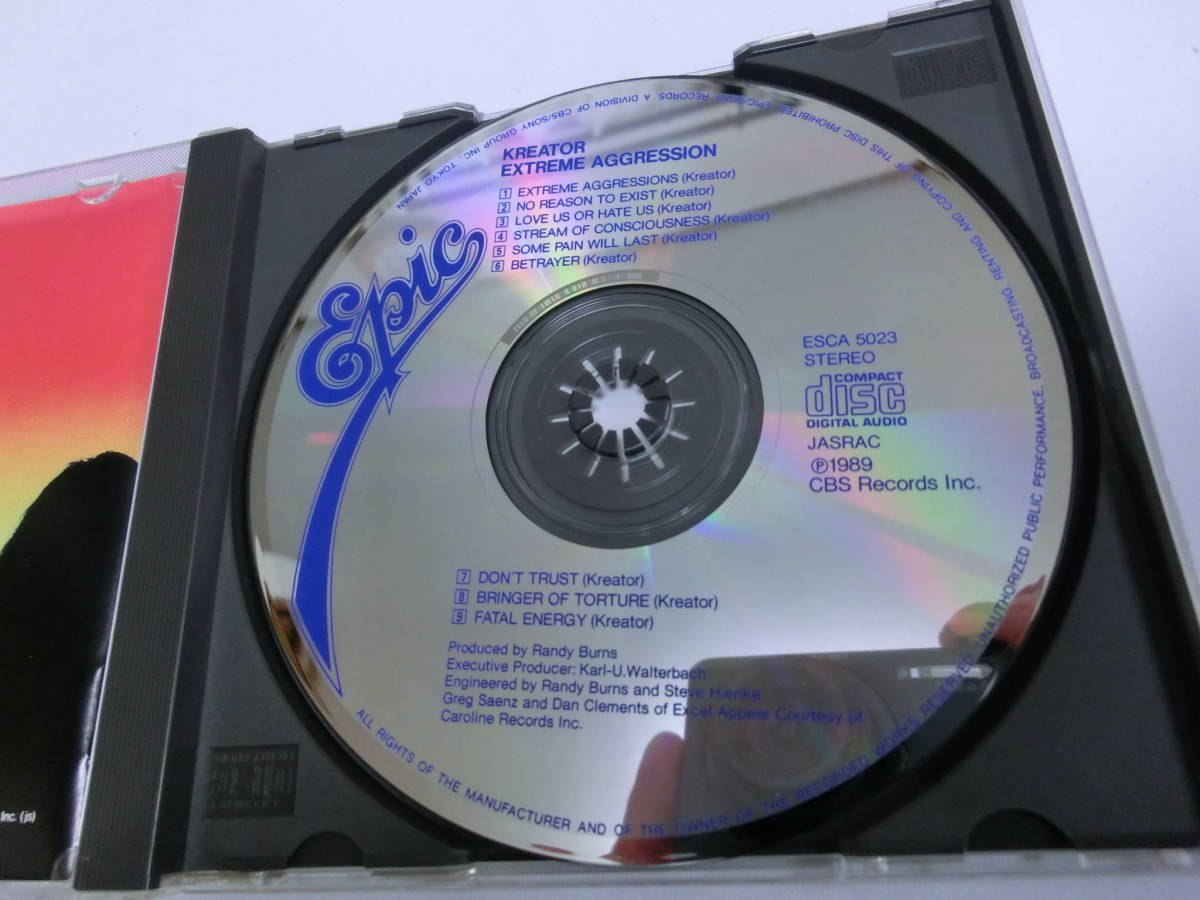 KREATOR
EXTREME AGGRESSION
1 EXTREME AGGRESSIONS (Kreator)
2 NO REASON TO EXIST (Kreator)
3 LOVE US OR HATE US (Kreator)
4 STREAM OF CONSCIOUSNESS (Kreator)
5 SOME PAIN WILL LAST (Kreator)
6 BETRAYER (Kreator)
Epic
ESCA 5023
STEREO
COMPACT
disc
DIGITAL AUDIO
JASRAC
℗1989
CBS Records Inc.
7 DON'T TRUST (Kreator)
8 BRINGER OF TORTURE (Kreator)
9 FATAL ENERGY (Kreator)
Produced by Randy Burns
Executive Producer: Karl-U.Walterbach
Engineered by Randy Burns and Steve Hienke
Greg Saenz and Dan Clements of Excel Appear Courtesy of
Caroline Records Inc.
ALL RIGHTS OF THE MANUFACTURER AND OF THE OWNER OF THE RECORDED WORKS RESERVED. UNAUTHORIZED PUBLIC PERFORMANCE, BROADCASTING, RENTING AND COPYING OF THIS DISC PROHIBITED. EPIC/SONY RECORDS, A DIVISION OF CBS/SONY GROUP INC., TOKYO JAPAN
disc
Inc. (js)